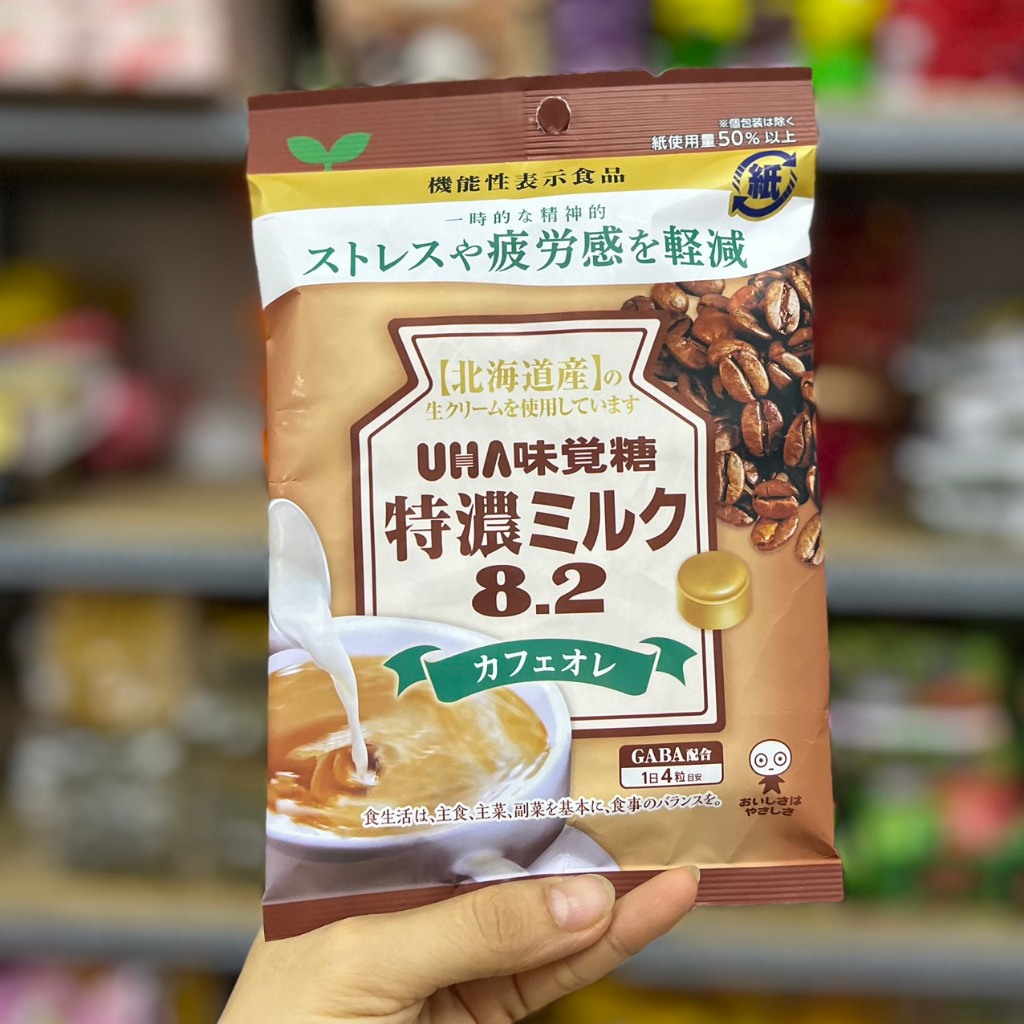 ※個包装は除く
紙使用量50%以上
紙
機能性表示食品
一時的な精神的
ストレスや疲労感を軽減
【北海道産】の
生クリームを使用しています
UHA味覚糖
特濃ミルク
8.2
カフェオレ
GABA配合
1日4粒目安
おいしさは
やさしさ
食生活は、主食、主菜、副菜を基本に、食事のバランスを。